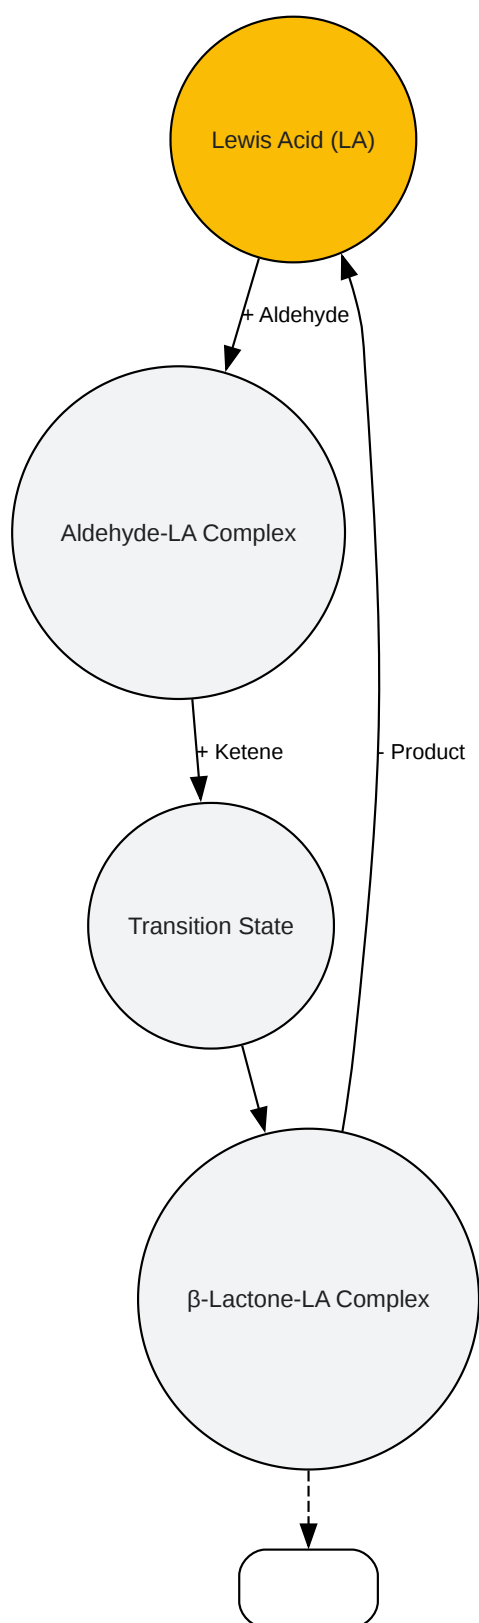 Lewis Acid (LA)
+ Aldehyde
Aldehyde-LA Complex
+ Ketene
- Product
Transition State
β-Lactone-LA Complex